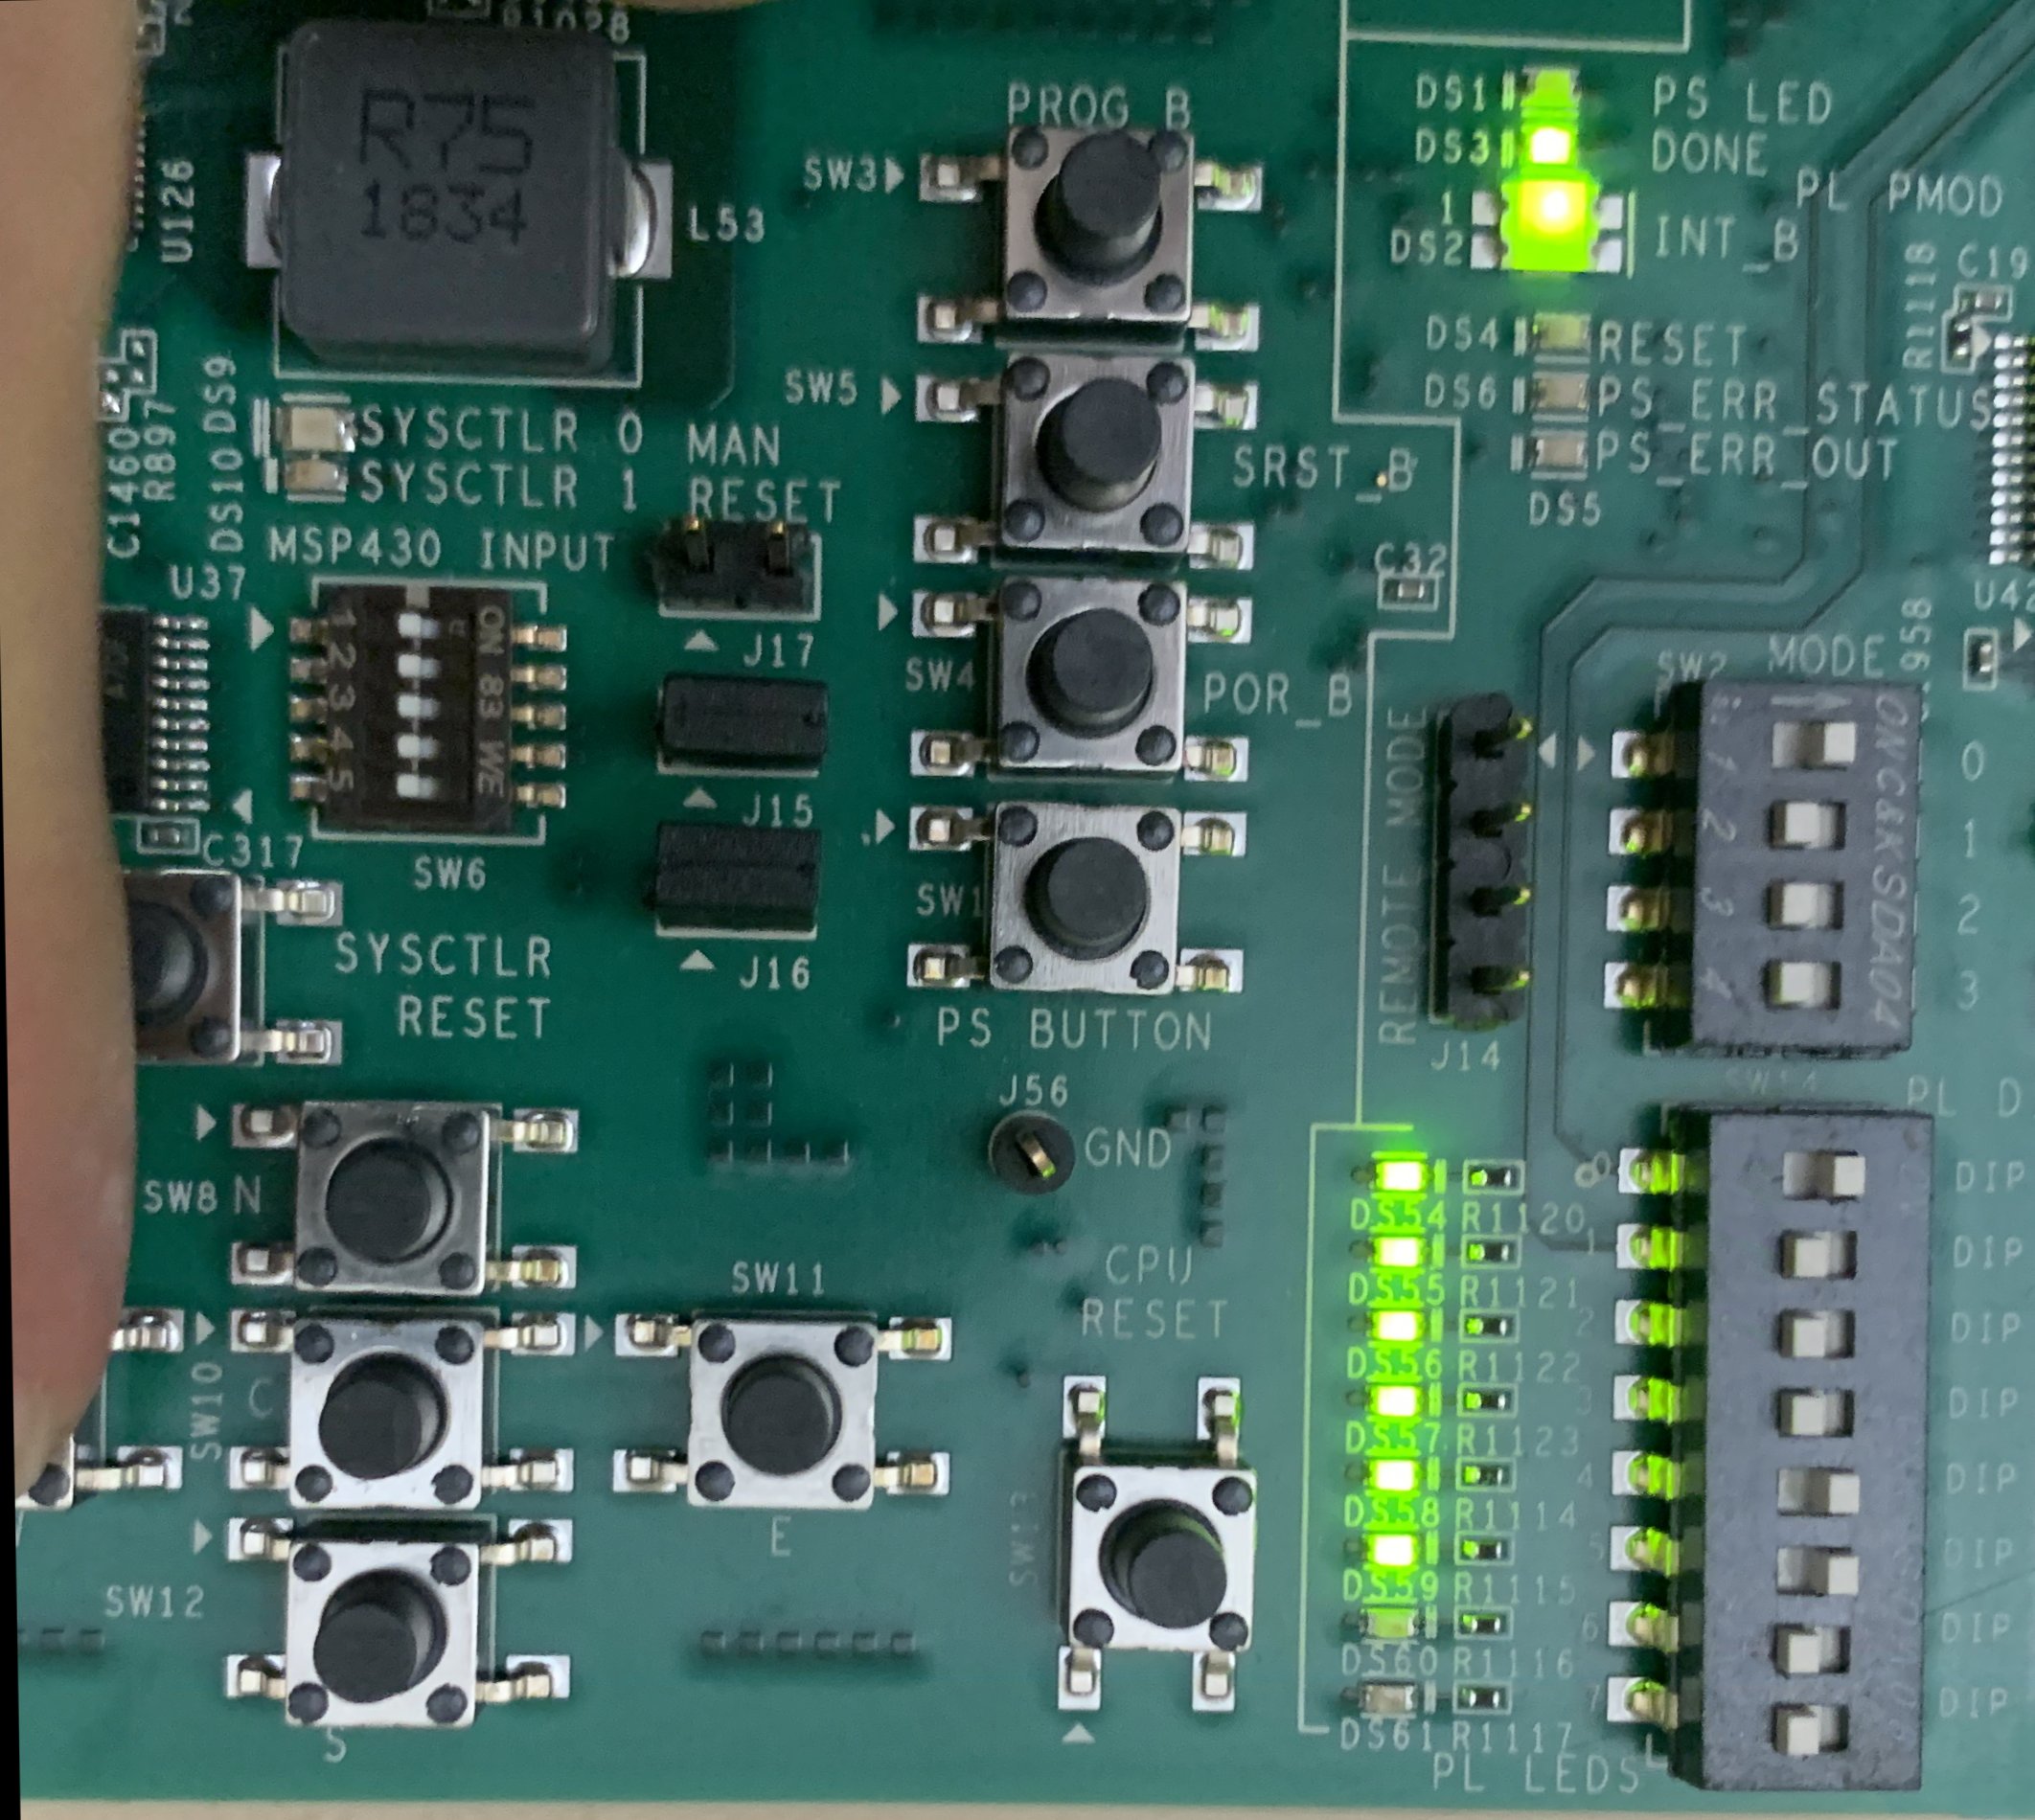 R75
1834
L53
U126
PROG_B
SW3
DS1
PS LED
DS3
DONE
1
DS2
INT_B
PL PMOD
R1118
DS4
RESET
DS6
PS_ERR_STATUS
PS_ERR_OUT
DS5
SW5
SRST_B
C32
C1460
R897
DS10
DS9
SYSCTLR 0
SYSCTLR 1
MAN
RESET
MSP430 INPUT
U37
1 2 3 4 5
ON 83 WE
J17
J15
J16
SW6
C317
SYSCTLR
RESET
SW4
POR_B
SW1
PS BUTTON
REMOTE MODE
J14
SW2
MODE
ON C&K SDA04
1 2 3 4
0
1
2
3
J56
GND
SW8
N
SW10
C
SW11
E
SW12
S
CPU
RESET
SW13
DS54 R1120
DS55 R1121
DS56 R1122
DS57 R1123
DS58 R1114
DS59 R1115
DS60 R1116
DS61 R1117
PL LEDS
0
1
2
3
4
5
6
7
DIP
DIP
DIP
DIP
DIP
DIP
DIP
DIP